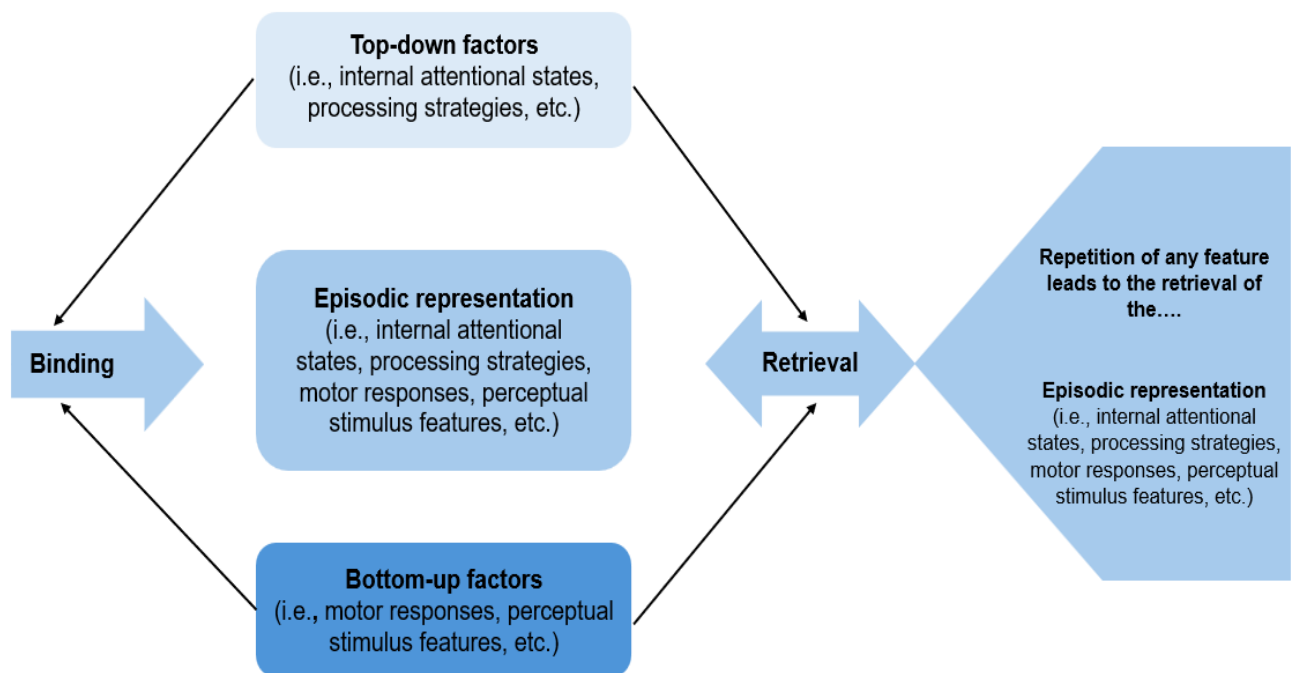 Top-down factors
(i.e., internal attentional states,
processing strategies, etc.)
Binding
Episodic representation
(i.e., internal attentional
states, processing strategies,
motor responses, perceptual
stimulus features, etc.)
Retrieval
Repetition of any feature
leads to the retrieval of
the....
Episodic representation
(i.e., internal attentional
states, processing strategies,
motor responses, perceptual
stimulus features, etc.)
Bottom-up factors
(i.e., motor responses, perceptual
stimulus features, etc.)